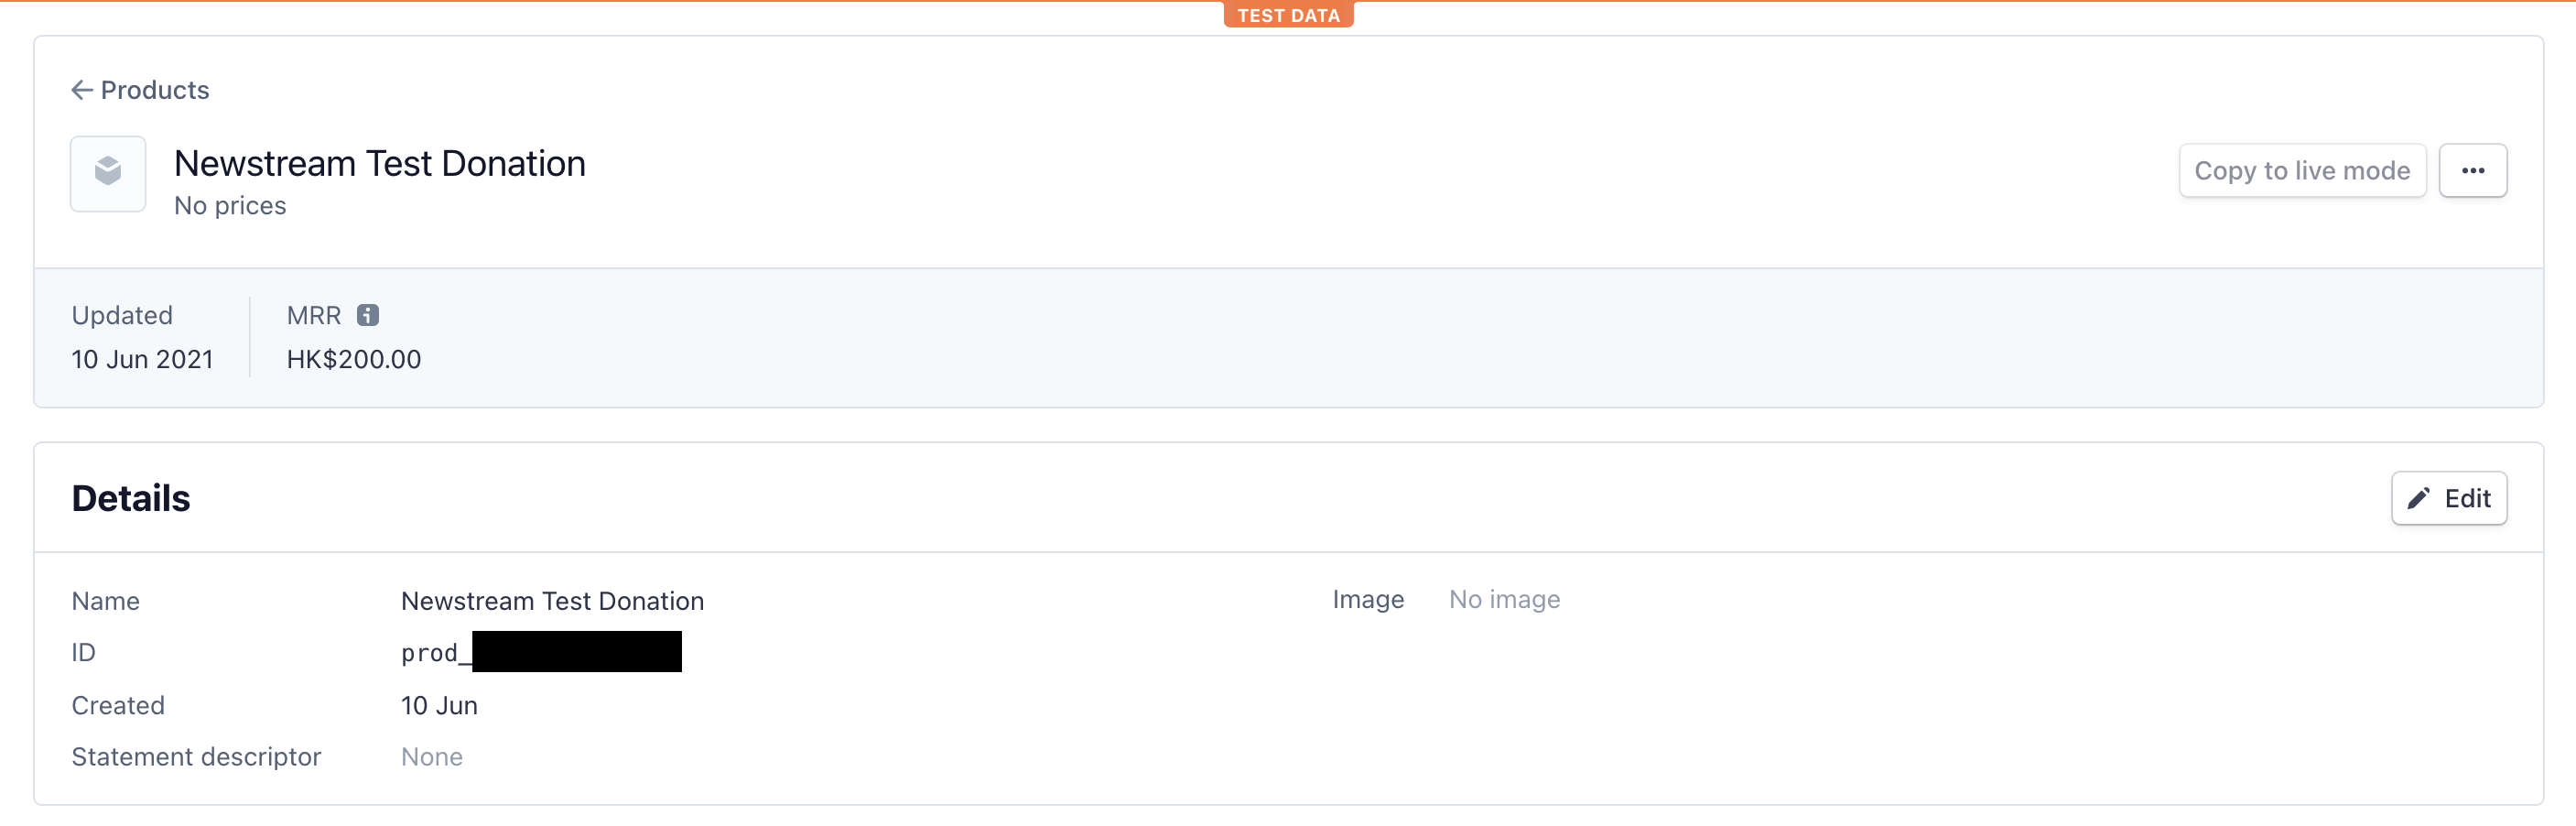 TEST DATA
← Products
Newstream Test Donation
No prices
Copy to live mode
•••
Updated
10 Jun 2021
MRR
HK$200.00
Details
Edit
Name
Newstream Test Donation
ID
prod_
Created
10 Jun
Statement descriptor
None
Image
No image